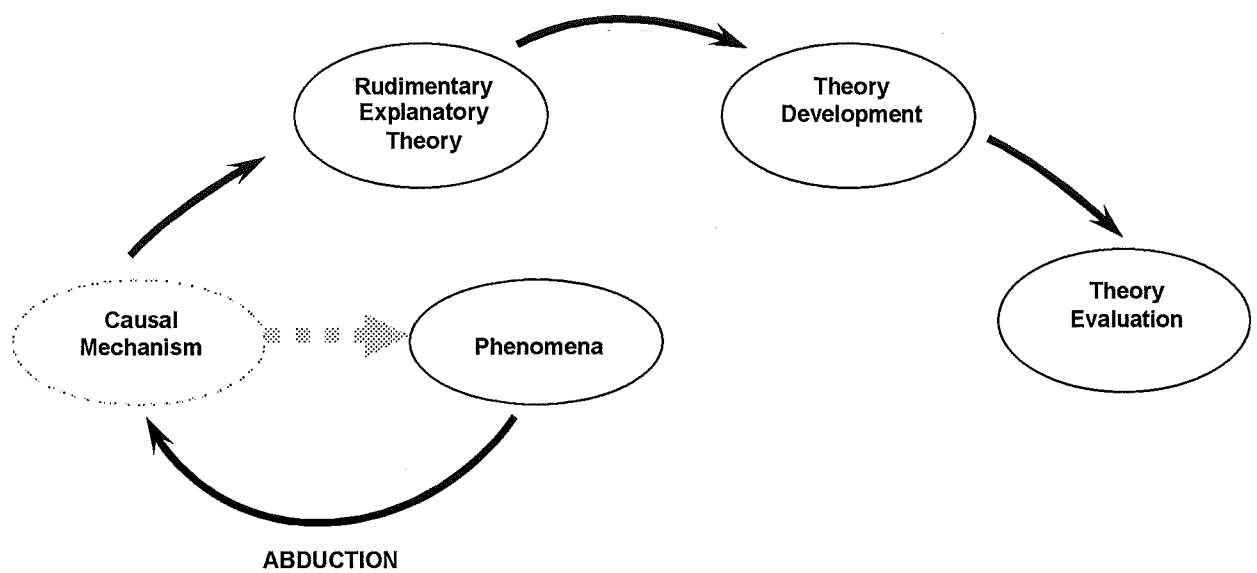 Rudimentary
Explanatory
Theory
Theory
Development
Theory
Evaluation
Causal
Mechanism
Phenomena
ABDUCTION